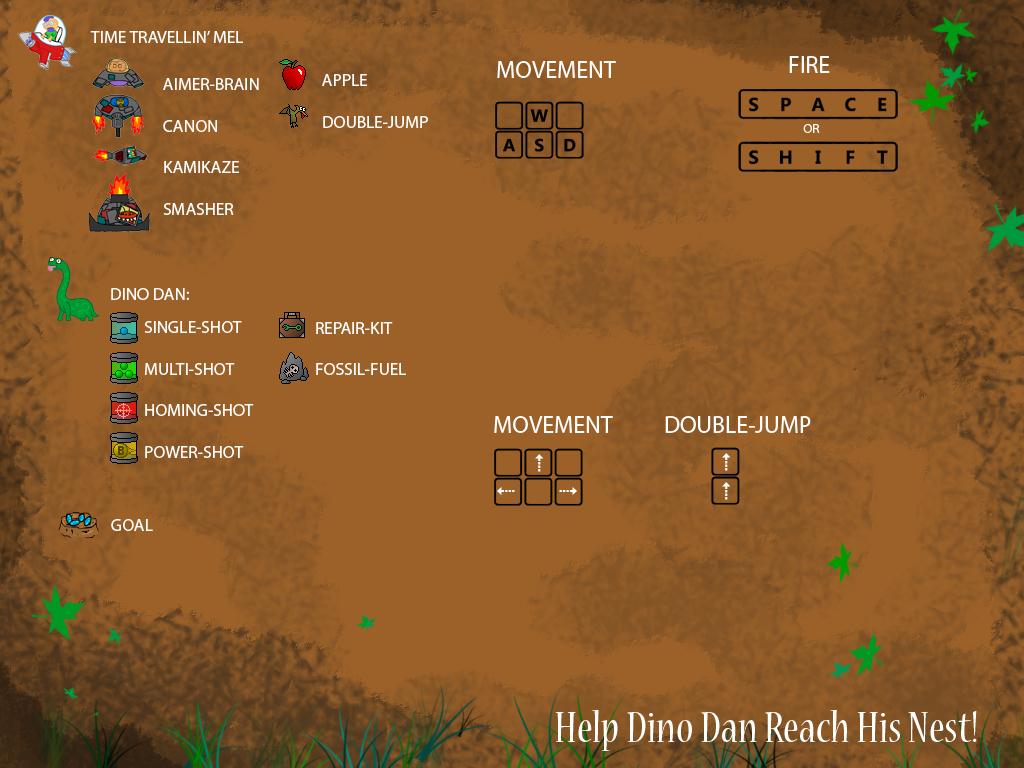 TIME TRAVELLIN' MEL
AIMER-BRAIN
CANON
KAMIKAZE
SMASHER
APPLE
DOUBLE-JUMP
MOVEMENT
W
A S D
FIRE
SPACE
OR
SHIFT
DINO DAN:
SINGLE-SHOT
MULTI-SHOT
HOMING-SHOT
POWER-SHOT
REPAIR-KIT
FOSSIL-FUEL
MOVEMENT
DOUBLE-JUMP
GOAL
Help Dino Dan Reach His Nest!